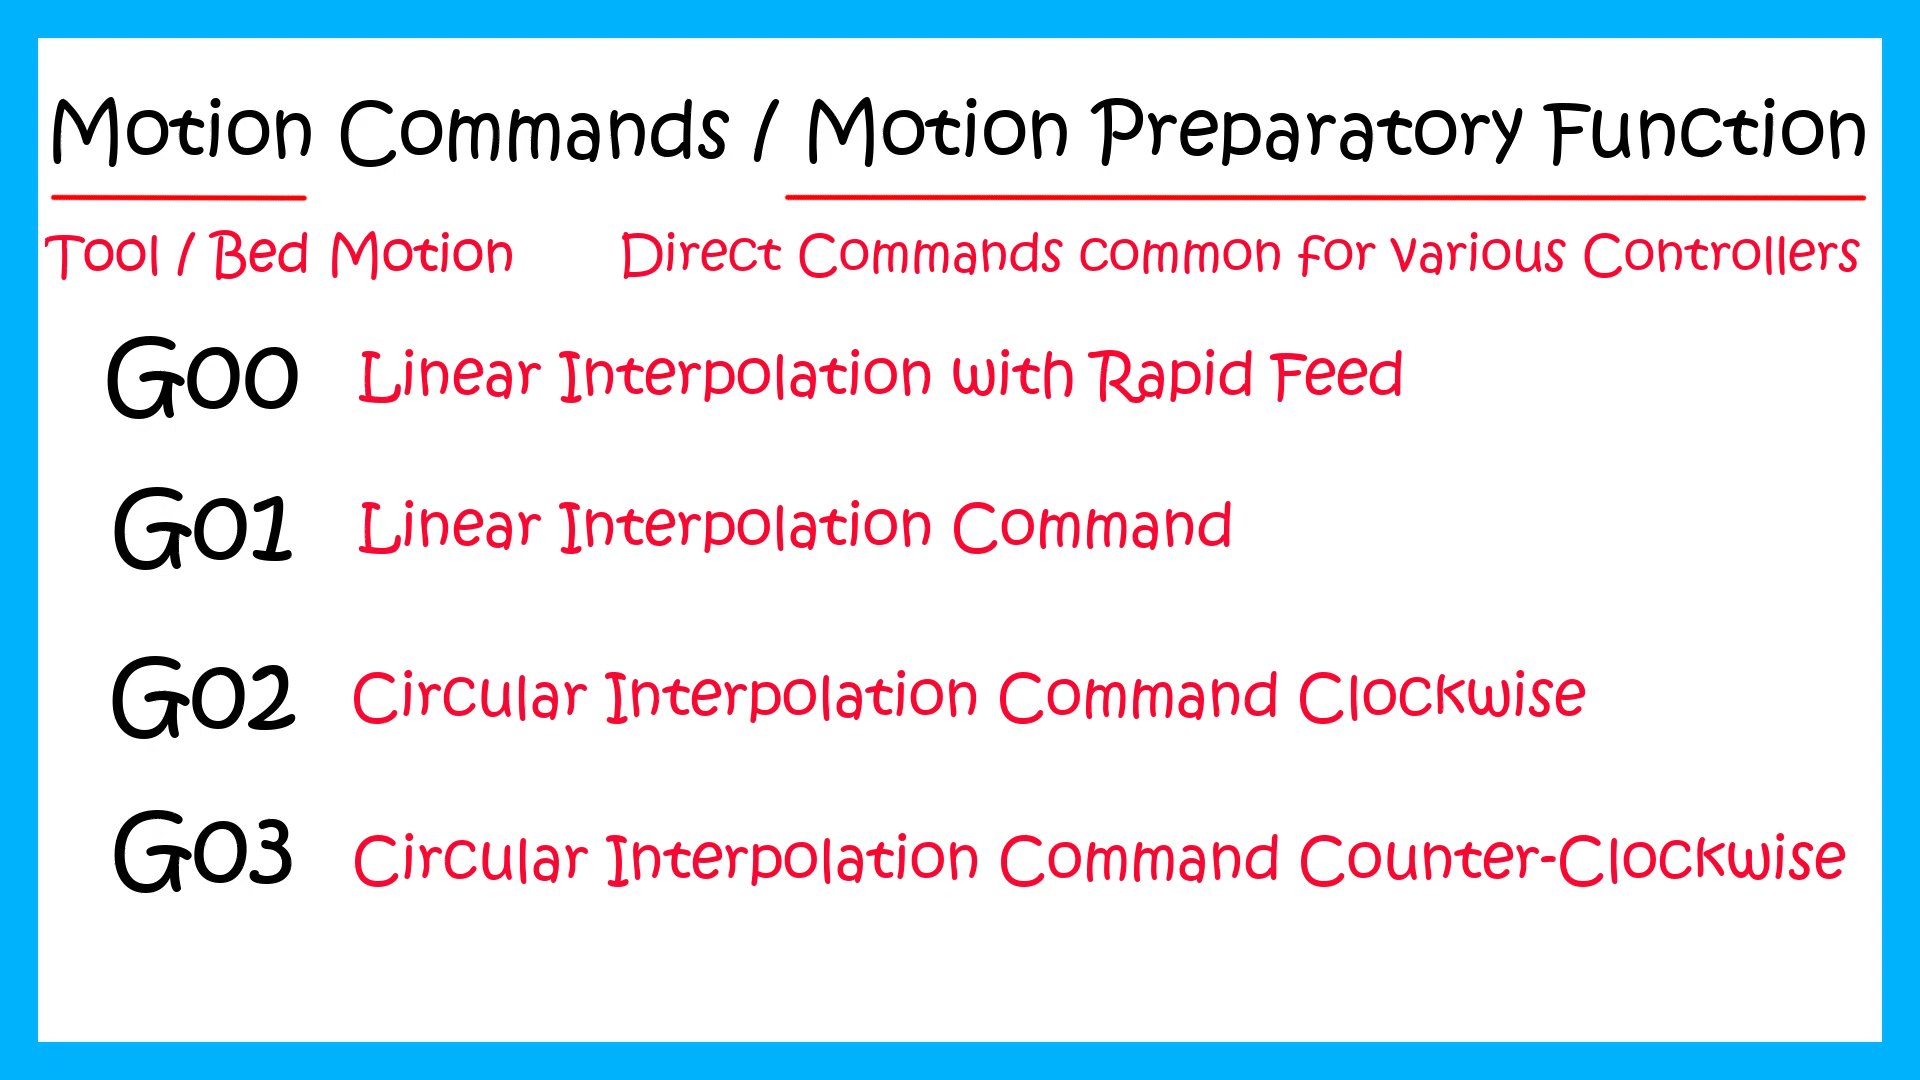 Motion Commands / Motion Preparatory Function
Tool / Bed Motion Direct Commands common for various Controllers
G00 Linear Interpolation with Rapid Feed
G01 Linear Interpolation Command
G02 Circular Interpolation Command Clockwise
G03 Circular Interpolation Command Counter-Clockwise